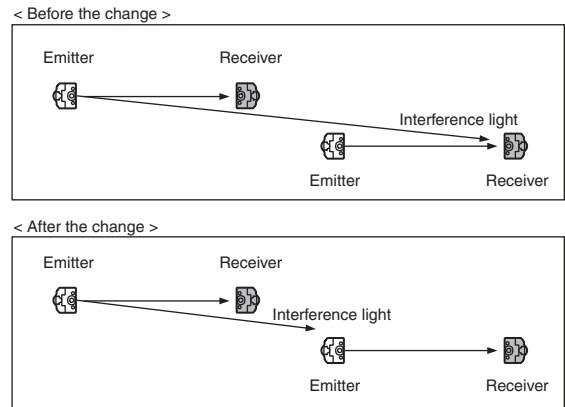 < Before the change >
Emitter
Receiver
Interference light
Emitter
Receiver
< After the change >
Emitter
Receiver
Interference light
Emitter
Receiver